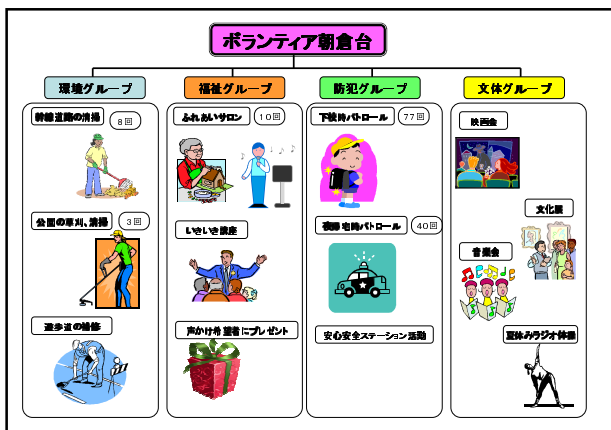 ボランティア朝倉台
環境グループ
福祉グループ
防犯グループ
文体グループ
幹線道路の清掃
8回
公園の草刈、清掃
3回
遊歩道の補修
ふれあいサロン
10回
いきいき講座
声かけ希望者にプレゼント
下校時パトロール
77回
夜帰宅時パトロール
40回
安心安全ステーション活動
映画会
文化展
音楽会
夏休みラジオ体操